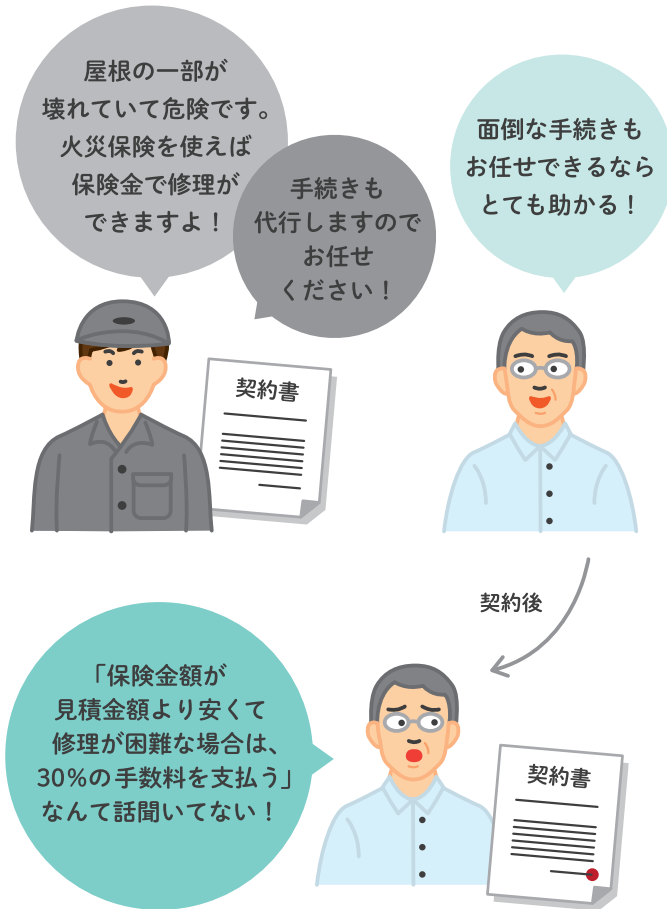 屋根の一部が
壊れていて危険です。
火災保険を使えば
保険金で修理が
できますよ！
手続きも
代行しますので
お任せ
ください！
契約書
面倒な手続きも
お任せできるなら
とても助かる！
契約後
「保険金額が
見積金額より安くて
修理が困難な場合は、
30％の手数料を支払う」
なんて話聞いてない！
契約書